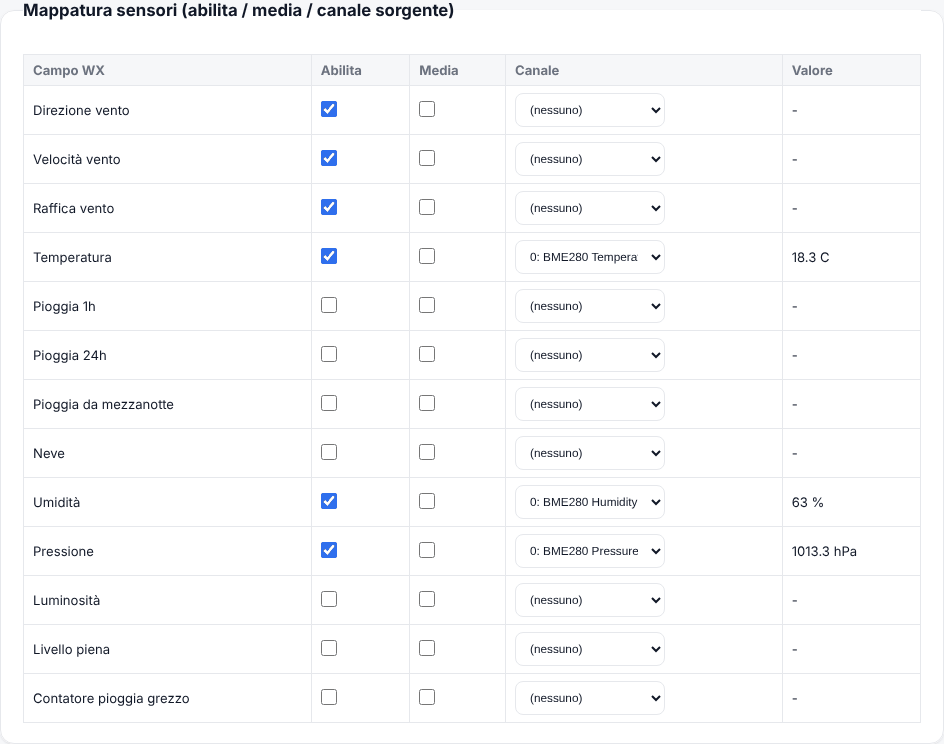 Mappatura sensori (abilita / media / canale sorgente)
Campo WX Abilita Media Canale Valore
Direzione vento (nessuno) -
Velocità vento (nessuno) -
Raffica vento (nessuno) -
Temperatura 0: BME280 Tempera 18.3 C
Pioggia 1h (nessuno) -
Pioggia 24h (nessuno) -
Pioggia da mezzanotte (nessuno) -
Neve (nessuno) -
Umidità 0: BME280 Humidity 63 %
Pressione 0: BME280 Pressure 1013.3 hPa
Luminosità (nessuno) -
Livello piena (nessuno) -
Contatore pioggia grezzo (nessuno) -